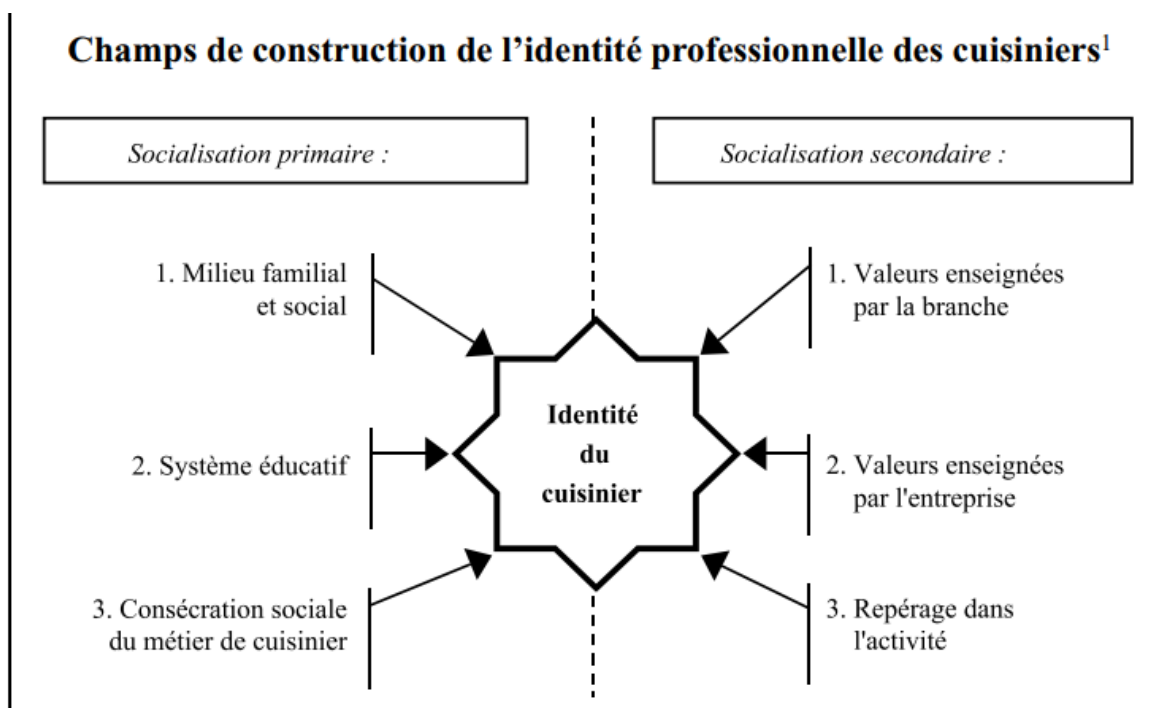 Champs de construction de l’identité professionnelle des cuisiniers1
Socialisation primaire :
Socialisation secondaire :
1. Milieu familial
et social
1. Valeurs enseignées
par la branche
Identité
du
cuisinier
2. Système éducatif
2. Valeurs enseignées
par l'entreprise
3. Consécration sociale
du métier de cuisinier
3. Repérage dans
l'activité